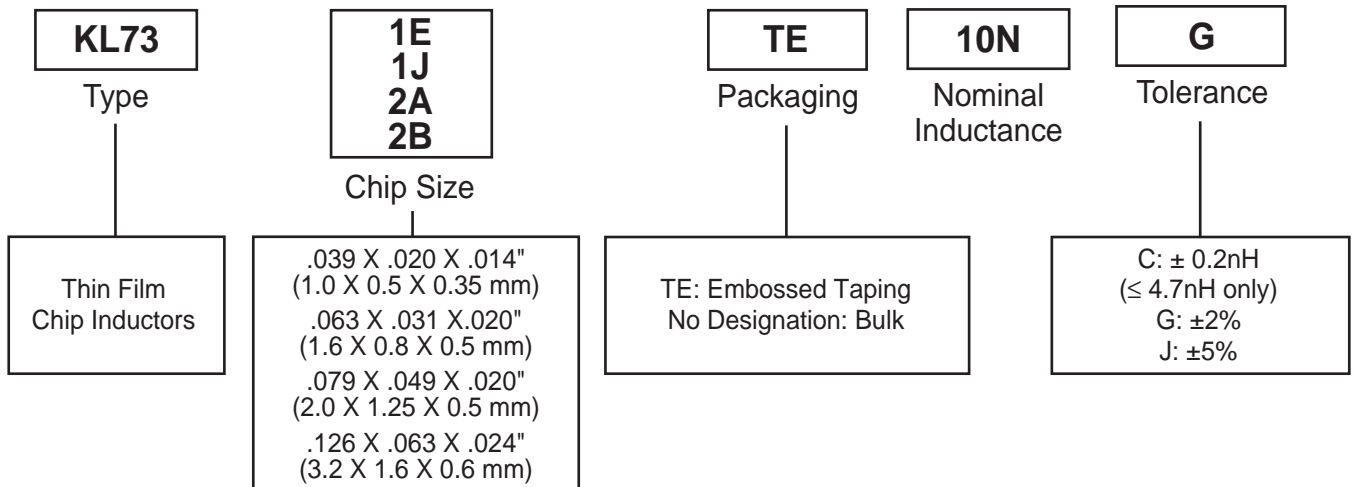 KL73
1E
1J
2A
2B
TE
10N
G
Type
Chip Size
Packaging
Nominal
Inductance
Tolerance
Thin Film
Chip Inductors
.039 X .020 X .014"
(1.0 X 0.5 X 0.35 mm)
.063 X .031 X.020"
(1.6 X 0.8 X 0.5 mm)
.079 X .049 X .020"
(2.0 X 1.25 X 0.5 mm)
.126 X .063 X .024"
(3.2 X 1.6 X 0.6 mm)
TE: Embossed Taping
No Designation: Bulk
C: ± 0.2nH
(≤ 4.7nH only)
G: ±2%
J: ±5%